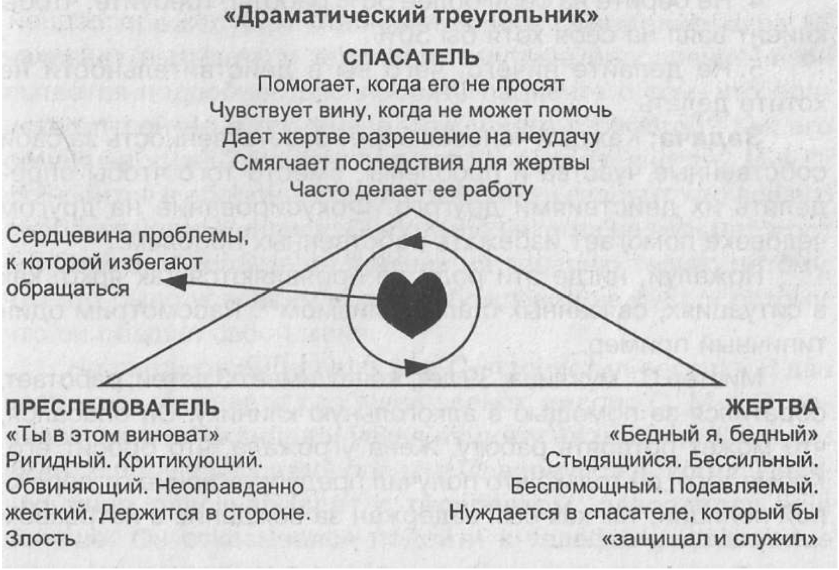 «Драматический треугольник»
СПАСАТЕЛЬ
Помогает, когда его не просят
Чувствует вину, когда не может помочь
Дает жертве разрешение на неудачу
Смягчает последствия для жертвы
Часто делает ее работу
Сердцевина проблемы,
к которой избегают
обращаться
ПРЕСЛЕДОВАТЕЛЬ
«Ты в этом виноват»
Ригидный. Критикующий.
Обвиняющий. Несправедливо
жесткий. Держится в стороне.
Злость
ЖЕРТВА
«Бедный я, бедный»
Стыдящийся. Бессильный.
Безнадежный. Подавляемый.
Нуждается в спасателе, который бы
«защищал и служил»